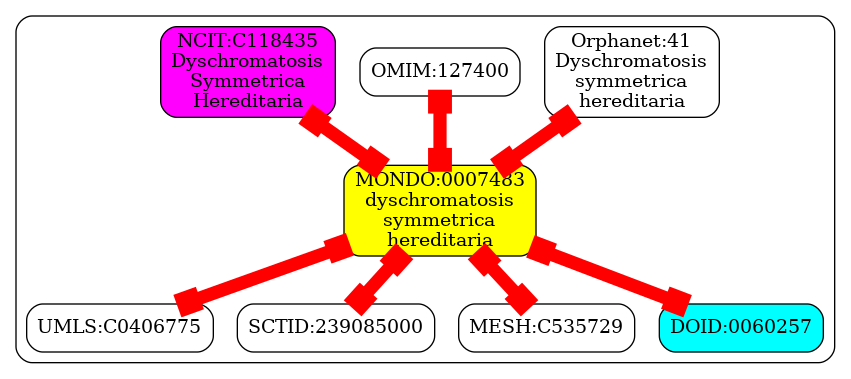 NCIT:C118435
Dyschromatosis
Symmetrica
Hereditaria
OMIM:127400
Orphanet:41
Dyschromatosis
symmetrica
hereditaria
MONDO:0007483
dyschromatosis
symmetrica
hereditaria
UMLS:C0406775
SCTID:239085000
MESH:C535729
DOID:0060257